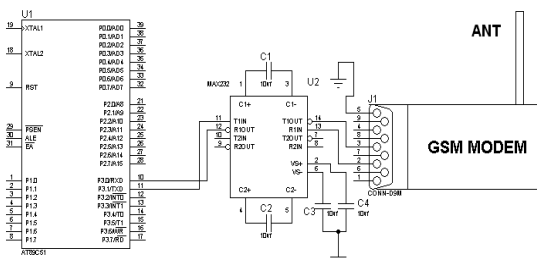 U1
19 XTAL1 P0.0/AD0 39
P0.1/AD1 38
P0.2/AD2 37
18 XTAL2 P0.3/AD3 36
P0.4/AD4 35
P0.5/AD5 34
P0.6/AD6 33
9 RST P0.7/AD7 32
P2.0/A8 21
P2.1/A9 22
P2.2/A10 23
P2.3/A11 24
29 PSEN P2.4/A12 25
30 ALE P2.5/A13 26
31 EA P2.6/A14 27
P2.7/A15 28
1 P1.0 P3.0/RXD 10
2 P1.1 P3.1/TXD 11
3 P1.2 P3.2/INT0 12
4 P1.3 P3.3/INT1 13
5 P1.4 P3.4/T0 14
6 P1.5 P3.5/T1 15
7 P1.6 P3.6/WR 16
8 P1.7 P3.7/RD 17
AT89C51
C1
1 10uf 3
MAX232 U2
C1+ C1-
11 T1IN T1OUT 14
12 R1OUT R1IN 13
10 T2IN T2OUT 7
9 R2OUT R2IN 8
VS+ 2
VS- 6
C2+ C2-
4 C2 5
10uf
C3 C4
10uf 10uf
J1
5
9
4
8
3
7
2
6
1
CONN-D9M
ANT
GSM MODEM